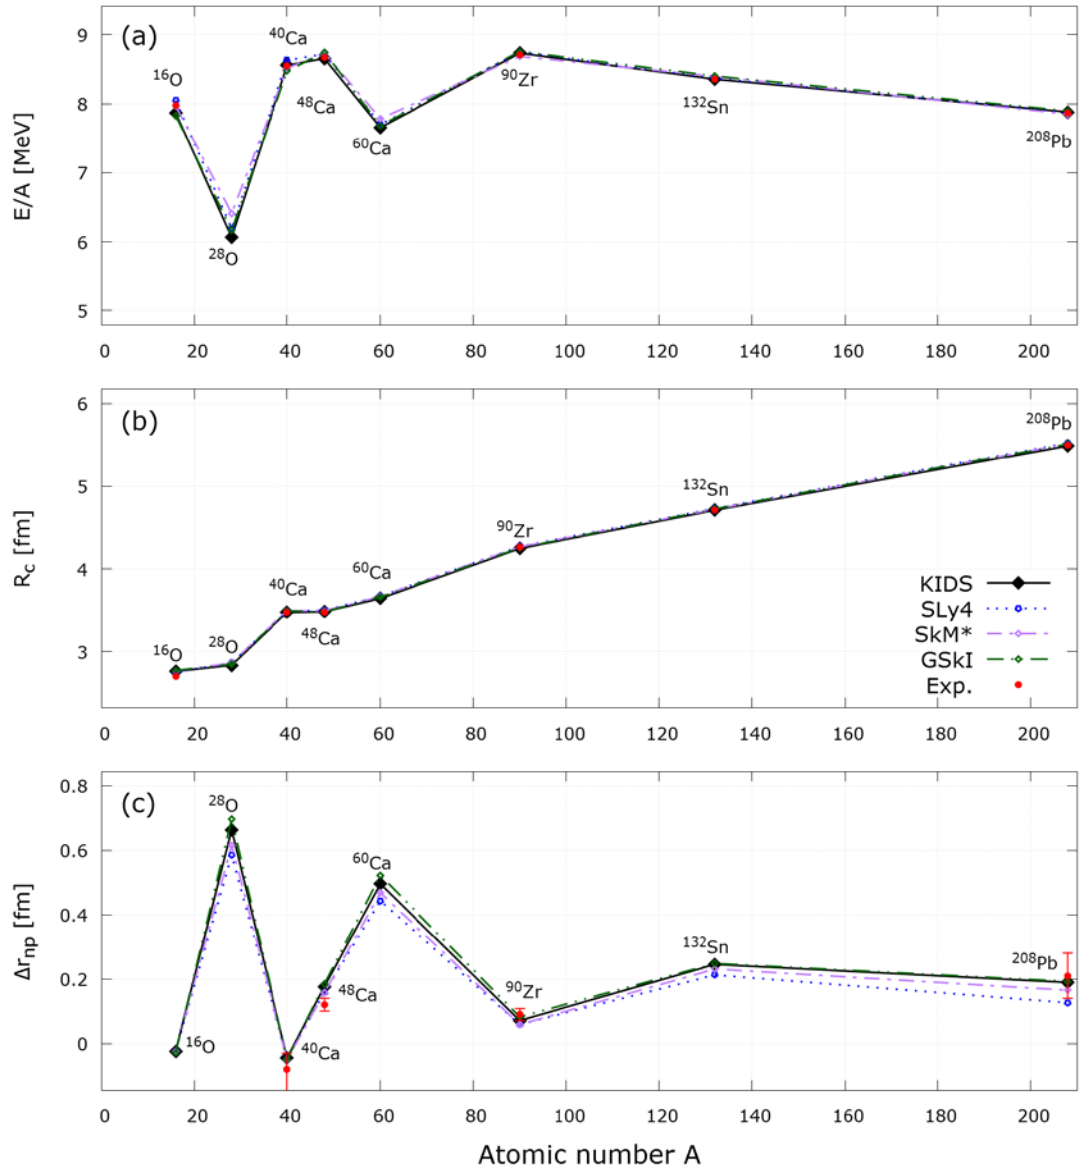 (a)
E/A [MeV]
9
8
7
6
5
¹⁶O
²⁸O
⁴⁰Ca
⁴⁸Ca
⁶⁰Ca
⁹⁰Zr
¹³²Sn
²⁰⁸Pb
0 20 40 60 80 100 120 140 160 180 200
(b)
R_c [fm]
6
5
4
3
¹⁶O
²⁸O
⁴⁰Ca
⁴⁸Ca
⁶⁰Ca
⁹⁰Zr
¹³²Sn
²⁰⁸Pb
KIDS
SLy4
SkM*
GSkI
Exp.
0 20 40 60 80 100 120 140 160 180 200
(c)
Δr_np [fm]
0.8
0.6
0.4
0.2
0
¹⁶O
²⁸O
⁴⁰Ca
⁴⁸Ca
⁶⁰Ca
⁹⁰Zr
¹³²Sn
²⁰⁸Pb
0 20 40 60 80 100 120 140 160 180 200
Atomic number A